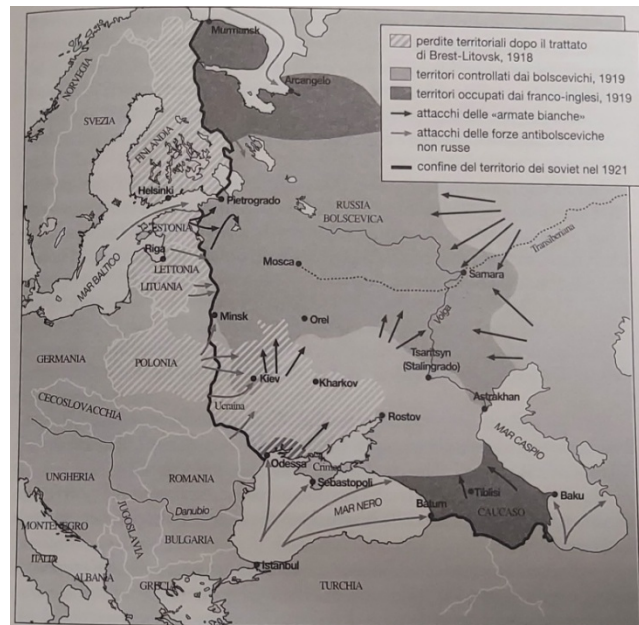 perdite territoriali dopo il trattato
di Brest-Litovsk, 1918
territori controllati dai bolscevichi, 1919
territori occupati dai franco-inglesi, 1919
attacchi delle «armate bianche»
attacchi delle forze antibolsceviche
non russe
confine del territorio dei soviet nel 1921
Murmansk
Arcangelo
NORVEGIA
SVEZIA
FINLANDIA
Helsinki
Pietrogrado
RUSSIA
BOLSCEVICA
ESTONIA
Transiberiana
Riga
Mosca
Samara
MAR BALTICO
LETTONIA
LITUANIA
Volga
Minsk
Orel
GERMANIA
POLONIA
Tsaritsyn
(Stalingrado)
Kiev
Kharkov
CECOSLOVACCHIA
Ucraina
Astrakhan
Rostov
MAR CASPIO
Odessa
UNGHERIA
ROMANIA
Crimea
Sebastopoli
Tiblisi
Baku
Danubio
MAR NERO
Batum
CAUCASO
JUGOSLAVIA
MONTENEGRO
BULGARIA
ITALIA
Istanbul
ALBANIA
GRECIA
TURCHIA